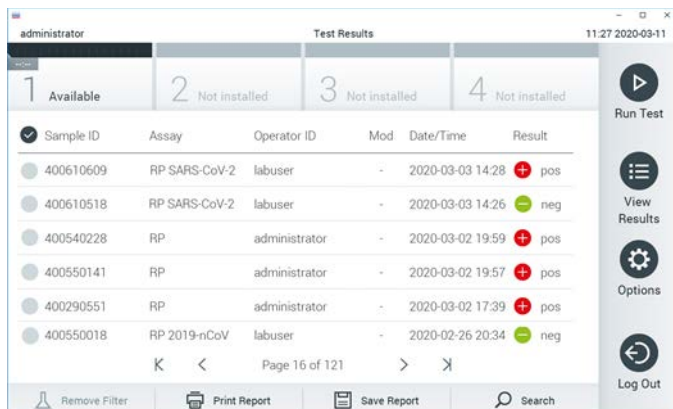 administrator Test Results 11:27 2020-03-11
--:--
1 Available 2 Not installed 3 Not installed 4 Not installed
Run Test
Sample ID Assay Operator ID Mod Date/Time Result
400610609 RP SARS-CoV-2 labuser - 2020-03-03 14:28 pos
400610518 RP SARS-CoV-2 labuser - 2020-03-03 14:26 neg
View Results
400540228 RP administrator - 2020-03-02 19:59 pos
400550141 RP administrator - 2020-03-02 19:57 pos
Options
400290551 RP administrator - 2020-03-02 17:39 pos
400550018 RP 2019-nCoV labuser - 2020-02-26 20:34 neg
Page 16 of 121
Log Out
Remove Filter Print Report Save Report Search